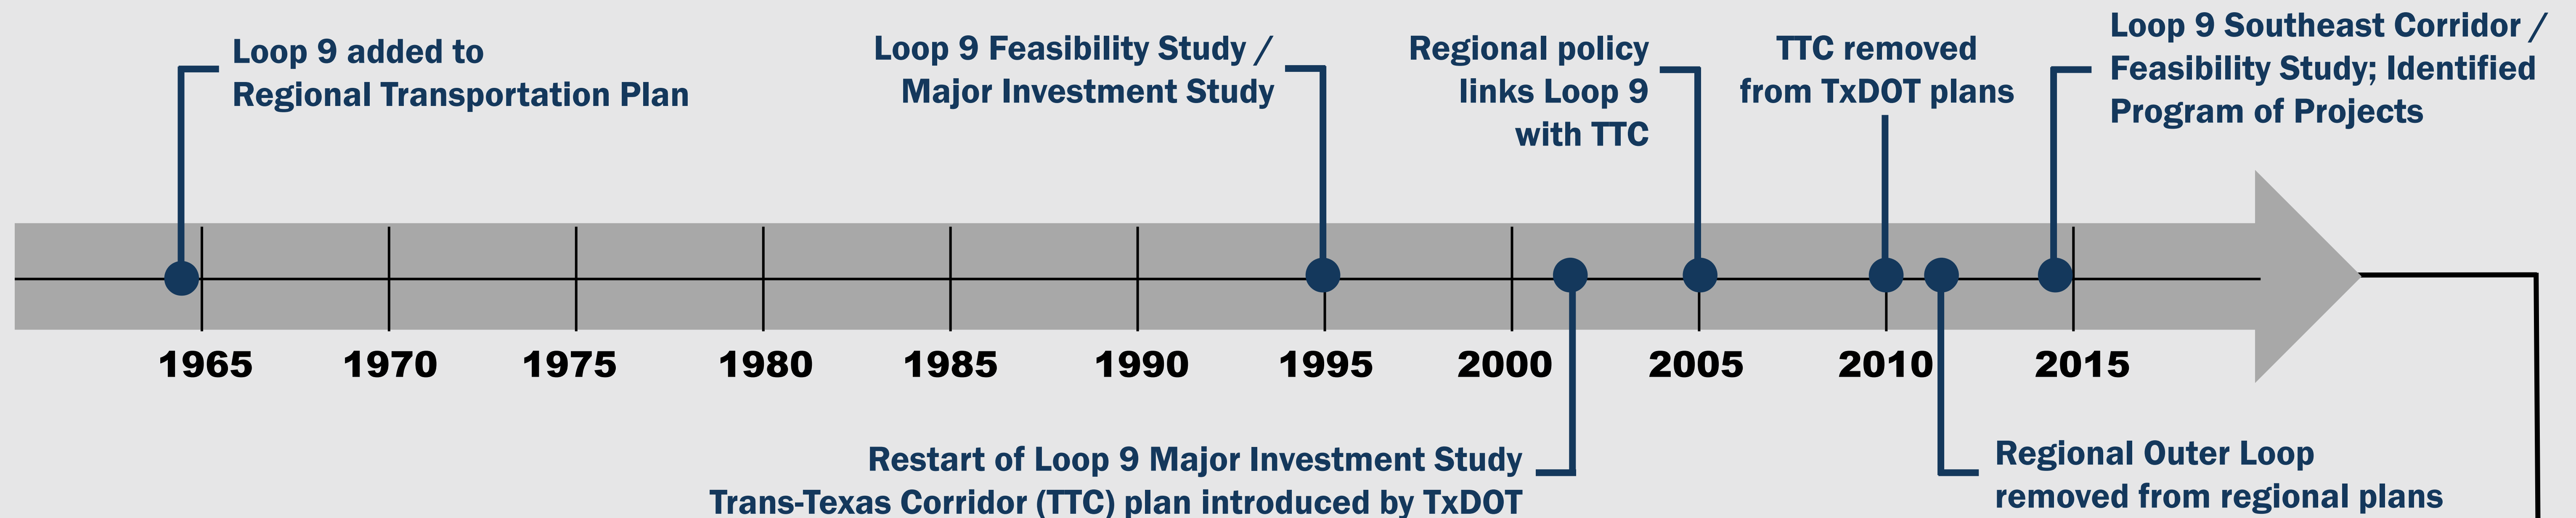 Loop 9 added to
Regional Transportation Plan
Loop 9 Feasibility Study /
Major Investment Study
Regional policy
links Loop 9
with TTC
TTC removed
from TxDOT plans
Loop 9 Southeast Corridor /
Feasibility Study; Identified
Program of Projects
1965 1970 1975 1980 1985 1990 1995 2000 2005 2010 2015
Restart of Loop 9 Major Investment Study
Trans-Texas Corridor (TTC) plan introduced by TxDOT
Regional Outer Loop
removed from regional plans